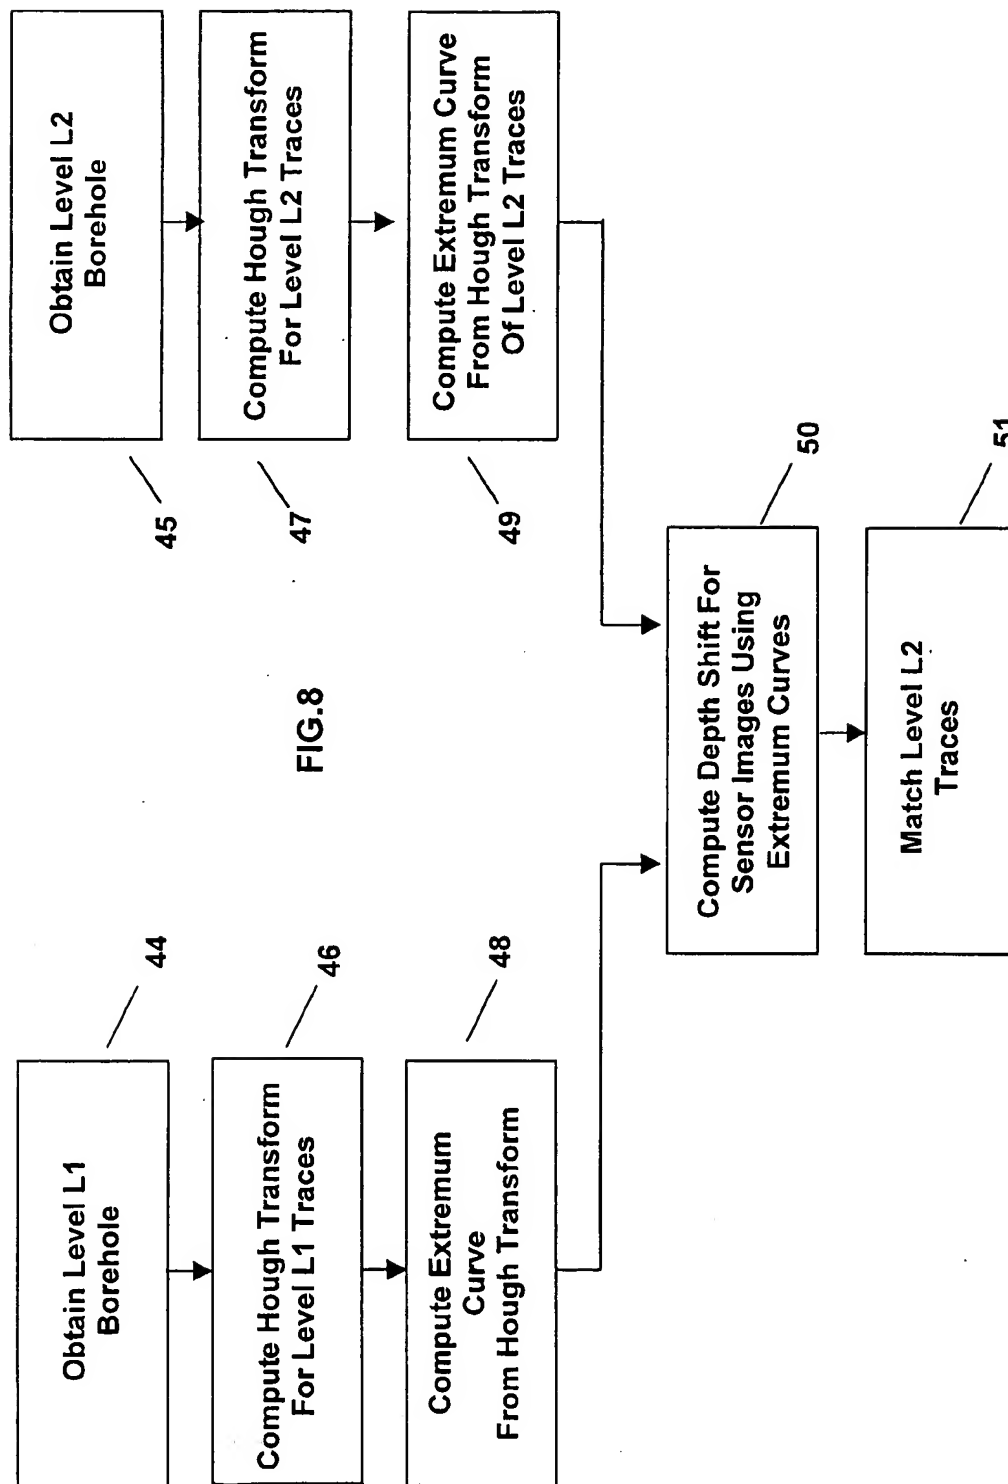 Obtain Level L1
Borehole
44
Compute Hough Transform
For Level L1 Traces
46
Compute Extremum
Curve
From Hough Transform
48
FIG.8
Obtain Level L2
Borehole
45
Compute Hough Transform
For Level L2 Traces
47
Compute Extremum Curve
From Hough Transform
Of Level L2 Traces
49
Compute Depth Shift For
Sensor Images Using
Extremum Curves
50
Match Level L2
Traces
51